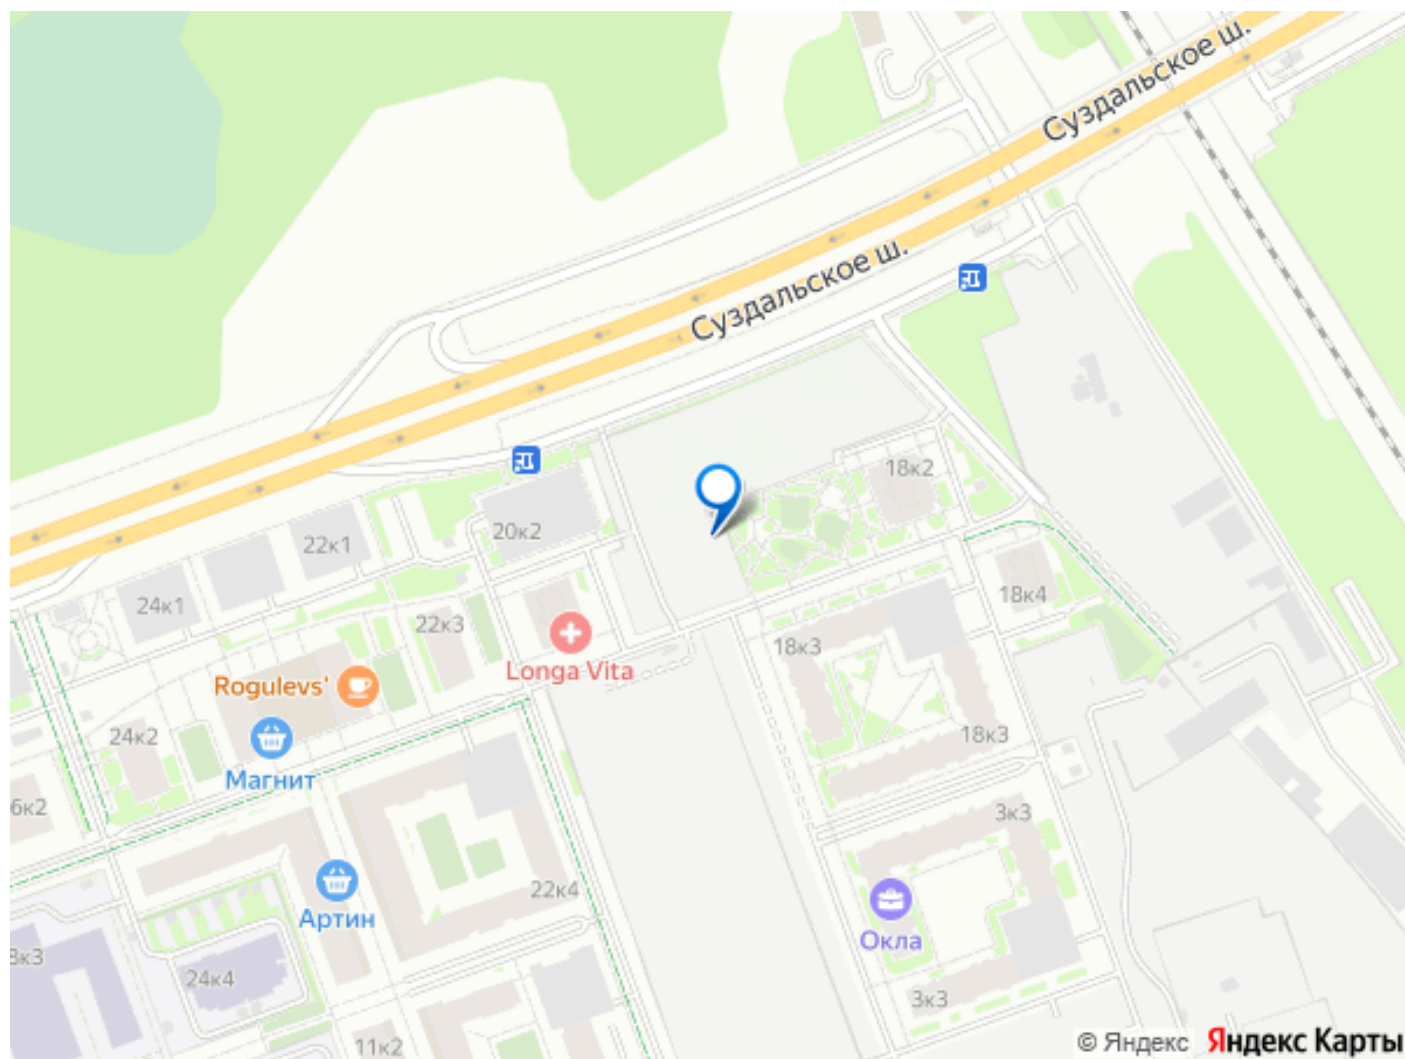 Суздальское ш.
Суздальское ш.
18к2
20к2
22к1
24к1
22к3
18к4
18к3
Longa Vita
Rogulevs'
24к2
18к3
Магнит
6к2
3к3
22к4
Артин
Окла
3к3
24к4
3к3
11к2
© Яндекс Яндекс Карты